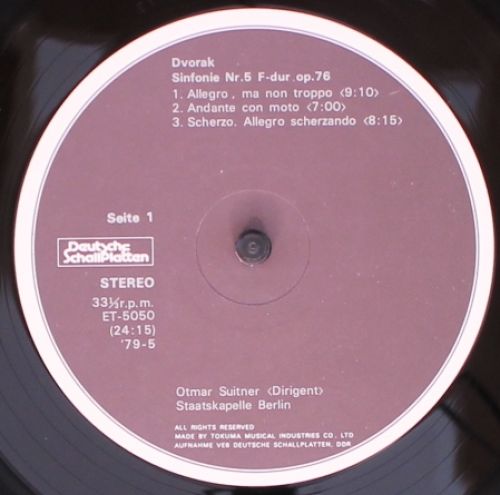 Dvorak
Sinfonie Nr.5 F-dur op.76
1. Allegro, ma non troppo <9:10>
2. Andante con moto <7:00>
3. Scherzo. Allegro scherzando <8:15>
Seite 1
Deutsche
Schallplatten
STEREO
33⅓r.p.m.
ET-5050
(24:15)
'79-5
Otmar Suitner <Dirigent>
Staatskapelle Berlin
ALL RIGHTS RESERVED
MADE BY TOKUMA MUSICAL INDUSTRIES CO., LTD
AUFNAHME VEB DEUTSCHE SCHALLPLATTEN, DDR